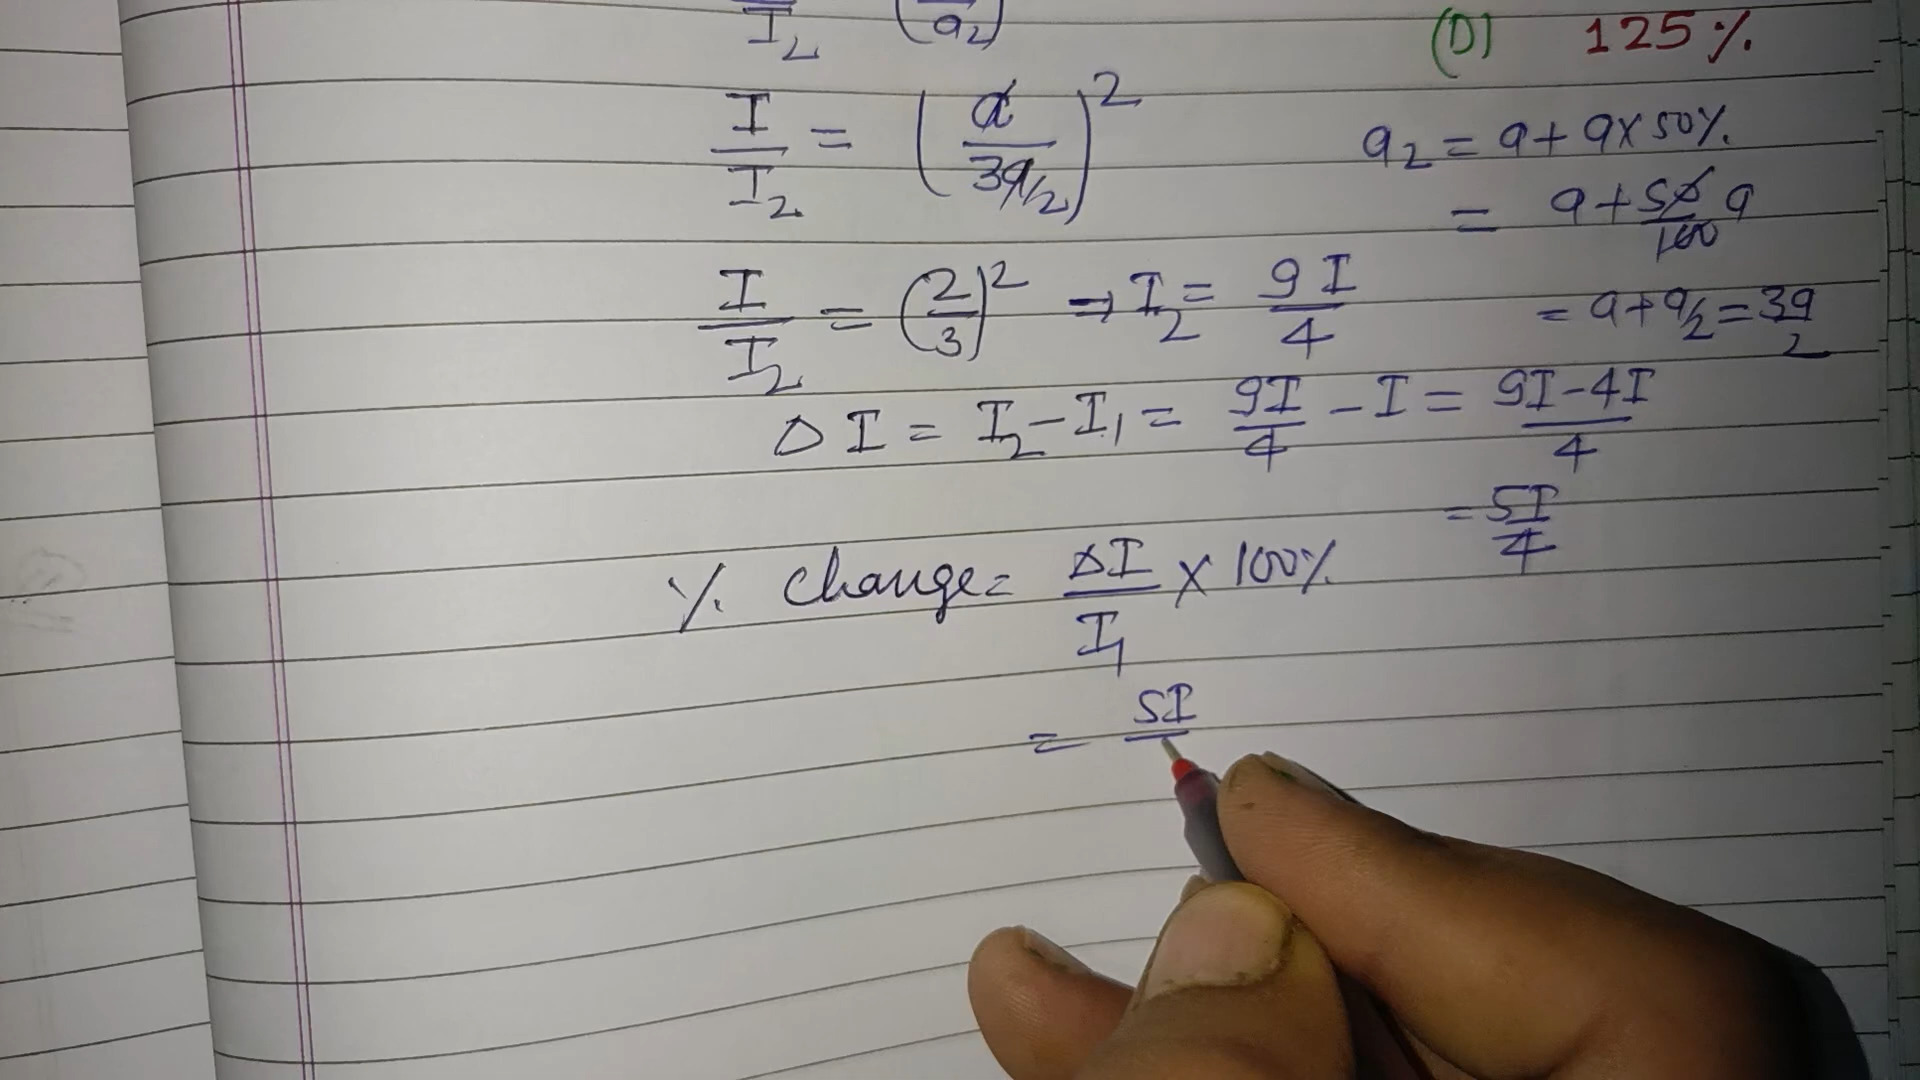 I₂ (a₂)
(D) 125%
I/I₂ = (a/(3a/2))²
a₂ = a + a×50%
= a + 50/100 a
I/I₂ = (2/3)² → I₂ = 9I/4
= a + a/2 = 3a/2
ΔI = I₂ - I₁ = 9I/4 - I = (9I-4I)/4
= 5I/4
% Change = ΔI/I₁ × 100%
= 5I